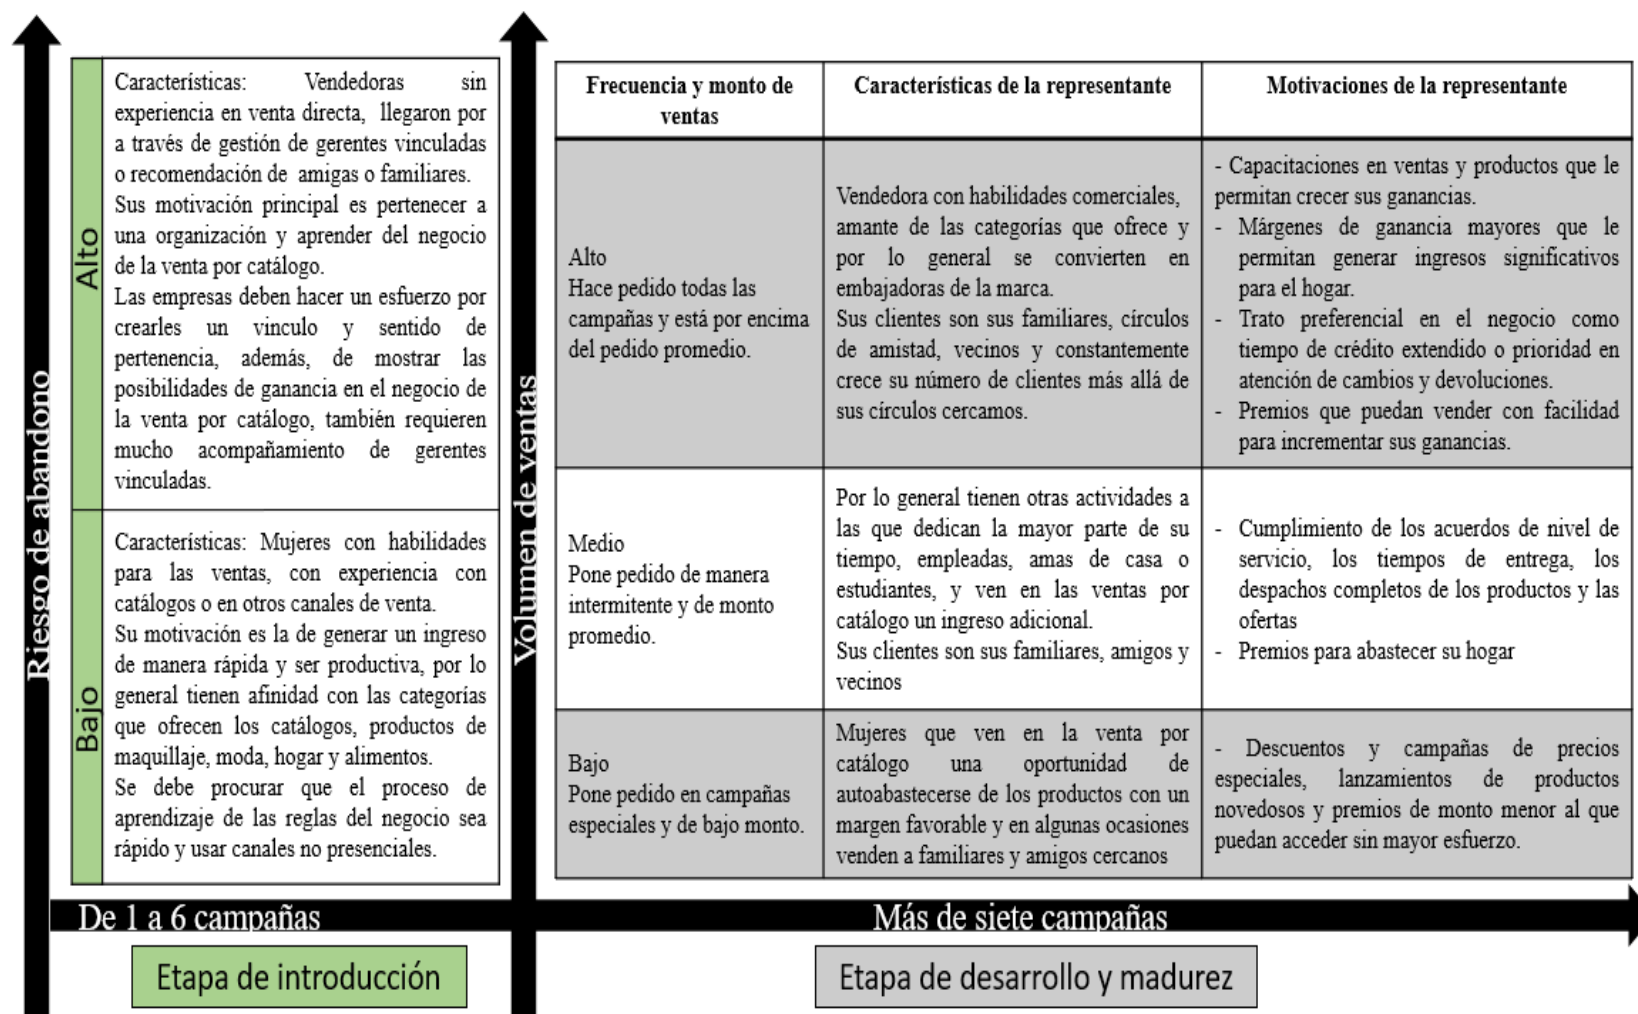 Riesgo de abandono
Alto
Características: Vendedoras sin
experiencia en venta directa, llegaron por
a través de gestión de gerentes vinculadas
o recomendación de amigas o familiares.
Sus motivación principal es pertenecer a
una organización y aprender del negocio
de la venta por catálogo.
Las empresas deben hacer un esfuerzo por
crearles un vinculo y sentido de
pertenencia, además, de mostrar las
posibilidades de ganancia en el negocio de
la venta por catálogo, también requieren
mucho acompañamiento de gerentes
vinculadas.
Bajo
Características: Mujeres con habilidades
para las ventas, con experiencia con
catálogos o en otros canales de venta.
Su motivación es la de generar un ingreso
de manera rápida y ser productiva, por lo
general tienen afinidad con las categorías
que ofrecen los catálogos, productos de
maquillaje, moda, hogar y alimentos.
Se debe procurar que el proceso de
aprendizaje de las reglas del negocio sea
rápido y usar canales no presenciales.
De 1 a 6 campañas
Etapa de introducción
Volumen de ventas
Frecuencia y monto de
ventas
Características de la representante
Motivaciones de la representante
Alto
Hace pedido todas las
campañas y está por encima
del pedido promedio.
Vendedora con habilidades comerciales,
amante de las categorías que ofrece y
por lo general se convierten en
embajadoras de la marca.
Sus clientes son sus familiares, círculos
de amistad, vecinos y constantemente
crece su número de clientes más allá de
sus círculos cercamos.
- Capacitaciones en ventas y productos que le
permitan crecer sus ganancias.
- Márgenes de ganancia mayores que le
permitan generar ingresos significativos
para el hogar.
- Trato preferencial en el negocio como
tiempo de crédito extendido o prioridad en
atención de cambios y devoluciones.
- Premios que puedan vender con facilidad
para incrementar sus ganancias.
Medio
Pone pedido de manera
intermitente y de monto
promedio.
Por lo general tienen otras actividades a
las que dedican la mayor parte de su
tiempo, empleadas, amas de casa o
estudiantes, y ven en las ventas por
catálogo un ingreso adicional.
Sus clientes son sus familiares, amigos y
vecinos
- Cumplimiento de los acuerdos de nivel de
servicio, los tiempos de entrega, los
despachos completos de los productos y las
ofertas
- Premios para abastecer su hogar
Bajo
Pone pedido en campañas
especiales y de bajo monto.
Mujeres que ven en la venta por
catálogo una oportunidad de
autoabastecerse de los productos con un
margen favorable y en algunas ocasiones
venden a familiares y amigos cercanos
- Descuentos y campañas de precios
especiales, lanzamientos de productos
novedosos y premios de monto menor al que
puedan acceder sin mayor esfuerzo.
Más de siete campañas
Etapa de desarrollo y madurez